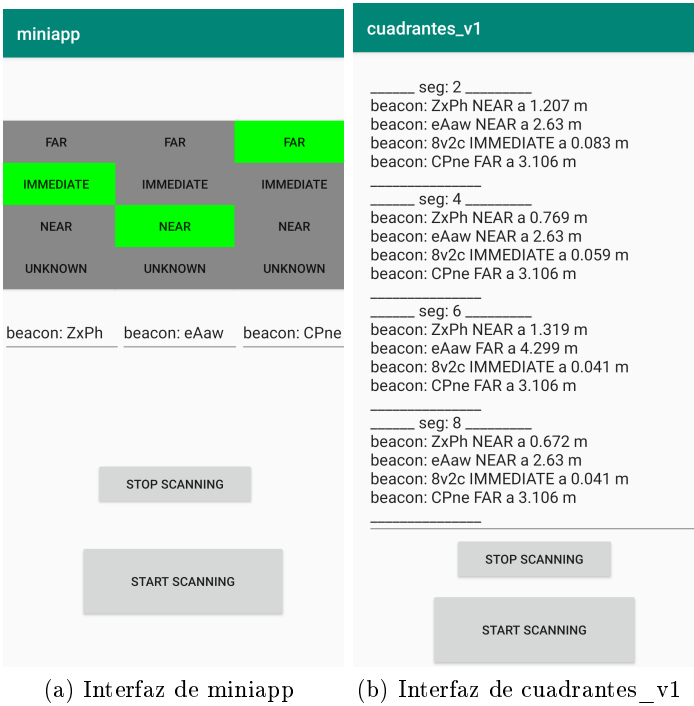 miniapp
FAR FAR FAR
IMMEDIATE IMMEDIATE IMMEDIATE
NEAR NEAR NEAR
UNKNOWN UNKNOWN UNKNOWN
beacon: ZxPh beacon: eAaw beacon: CPne
STOP SCANNING
START SCANNING
(a) Interfaz de miniapp
cuadrantes_v1
______ seg: 2 _________
beacon: ZxPh NEAR a 1.207 m
beacon: eAaw NEAR a 2.63 m
beacon: 8v2c IMMEDIATE a 0.083 m
beacon: CPne FAR a 3.106 m
_______________
______ seg: 4 _________
beacon: ZxPh NEAR a 0.769 m
beacon: eAaw NEAR a 2.63 m
beacon: 8v2c IMMEDIATE a 0.059 m
beacon: CPne FAR a 3.106 m
_______________
______ seg: 6 _________
beacon: ZxPh NEAR a 1.319 m
beacon: eAaw FAR a 4.299 m
beacon: 8v2c IMMEDIATE a 0.041 m
beacon: CPne FAR a 3.106 m
_______________
______ seg: 8 _________
beacon: ZxPh NEAR a 0.672 m
beacon: eAaw NEAR a 2.63 m
beacon: 8v2c IMMEDIATE a 0.041 m
beacon: CPne FAR a 3.106 m
_______________
STOP SCANNING
START SCANNING
(b) Interfaz de cuadrantes_v1